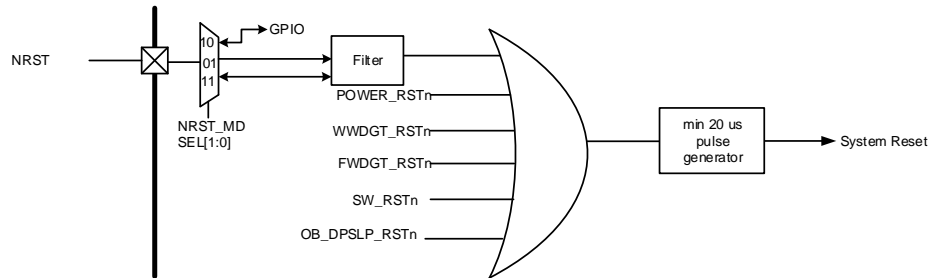 GPIO
NRST
10
01
11
Filter
POWER_RSTn
NRST_MD
SEL[1:0]
WWDGT_RSTn
FWDGT_RSTn
SW_RSTn
OB_DPSLP_RSTn
min 20 us
pulse
generator
System Reset